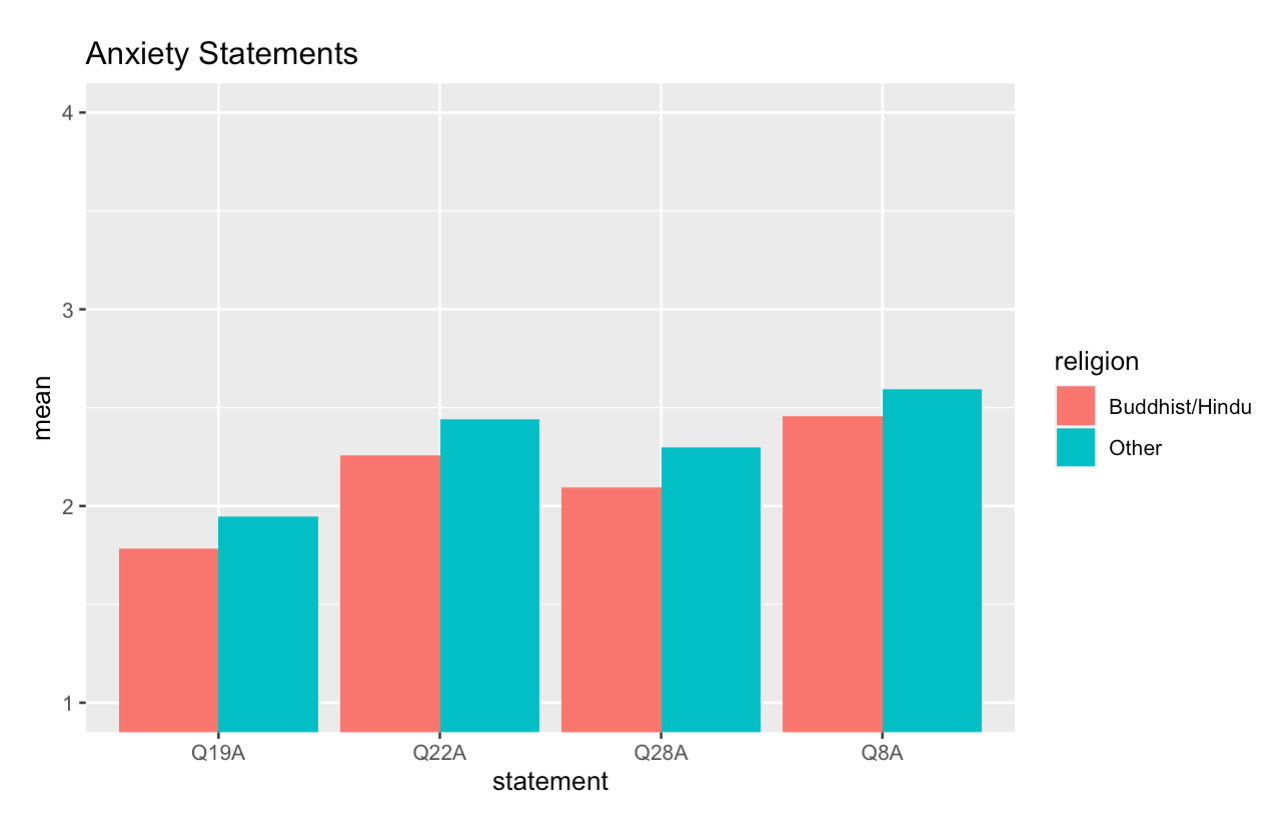 Anxiety Statements
4
3
2
1
mean
Q19A Q22A Q28A Q8A
statement
religion
Buddhist/Hindu
Other